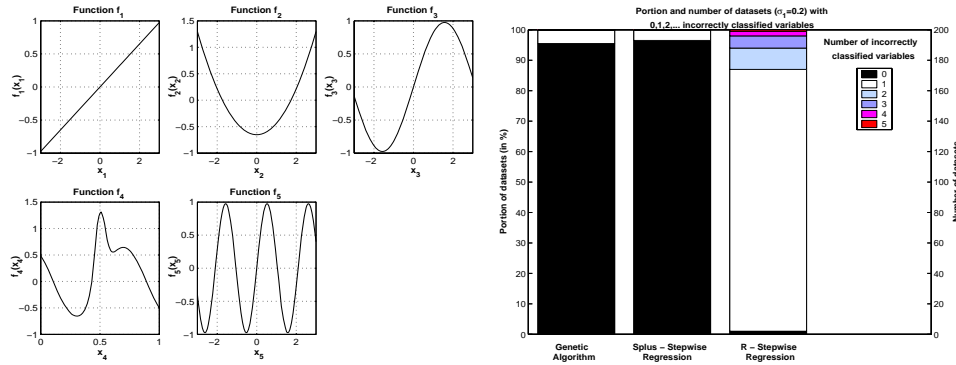 Function f1
1
0.5
0
−0.5
−1
−2 0 2
x1
f1(x1)
Function f2
1.5
1
0.5
0
−0.5
−1
−2 0 2
x2
f2(x2)
Function f3
1
0.5
0
−0.5
−1
−2 0 2
x3
f3(x3)
Function f4
1.5
1
0.5
0
−0.5
−1
0 0.5 1
x4
f4(x4)
Function f5
1
0.5
0
−0.5
−1
−2 0 2
x5
f5(x5)
Portion and number of datasets (σ1=0.2) with
0,1,2,... incorrectly classified variables
100
90
80
70
60
50
40
30
20
10
0
Portion of datasets (in %)
200
180
160
140
120
100
80
60
40
20
0
Number of datasets
Number of incorrectly
classified variables
0
1
2
3
4
5
Genetic
Algorithm
Splus − Stepwise
Regression
R − Stepwise
Regression